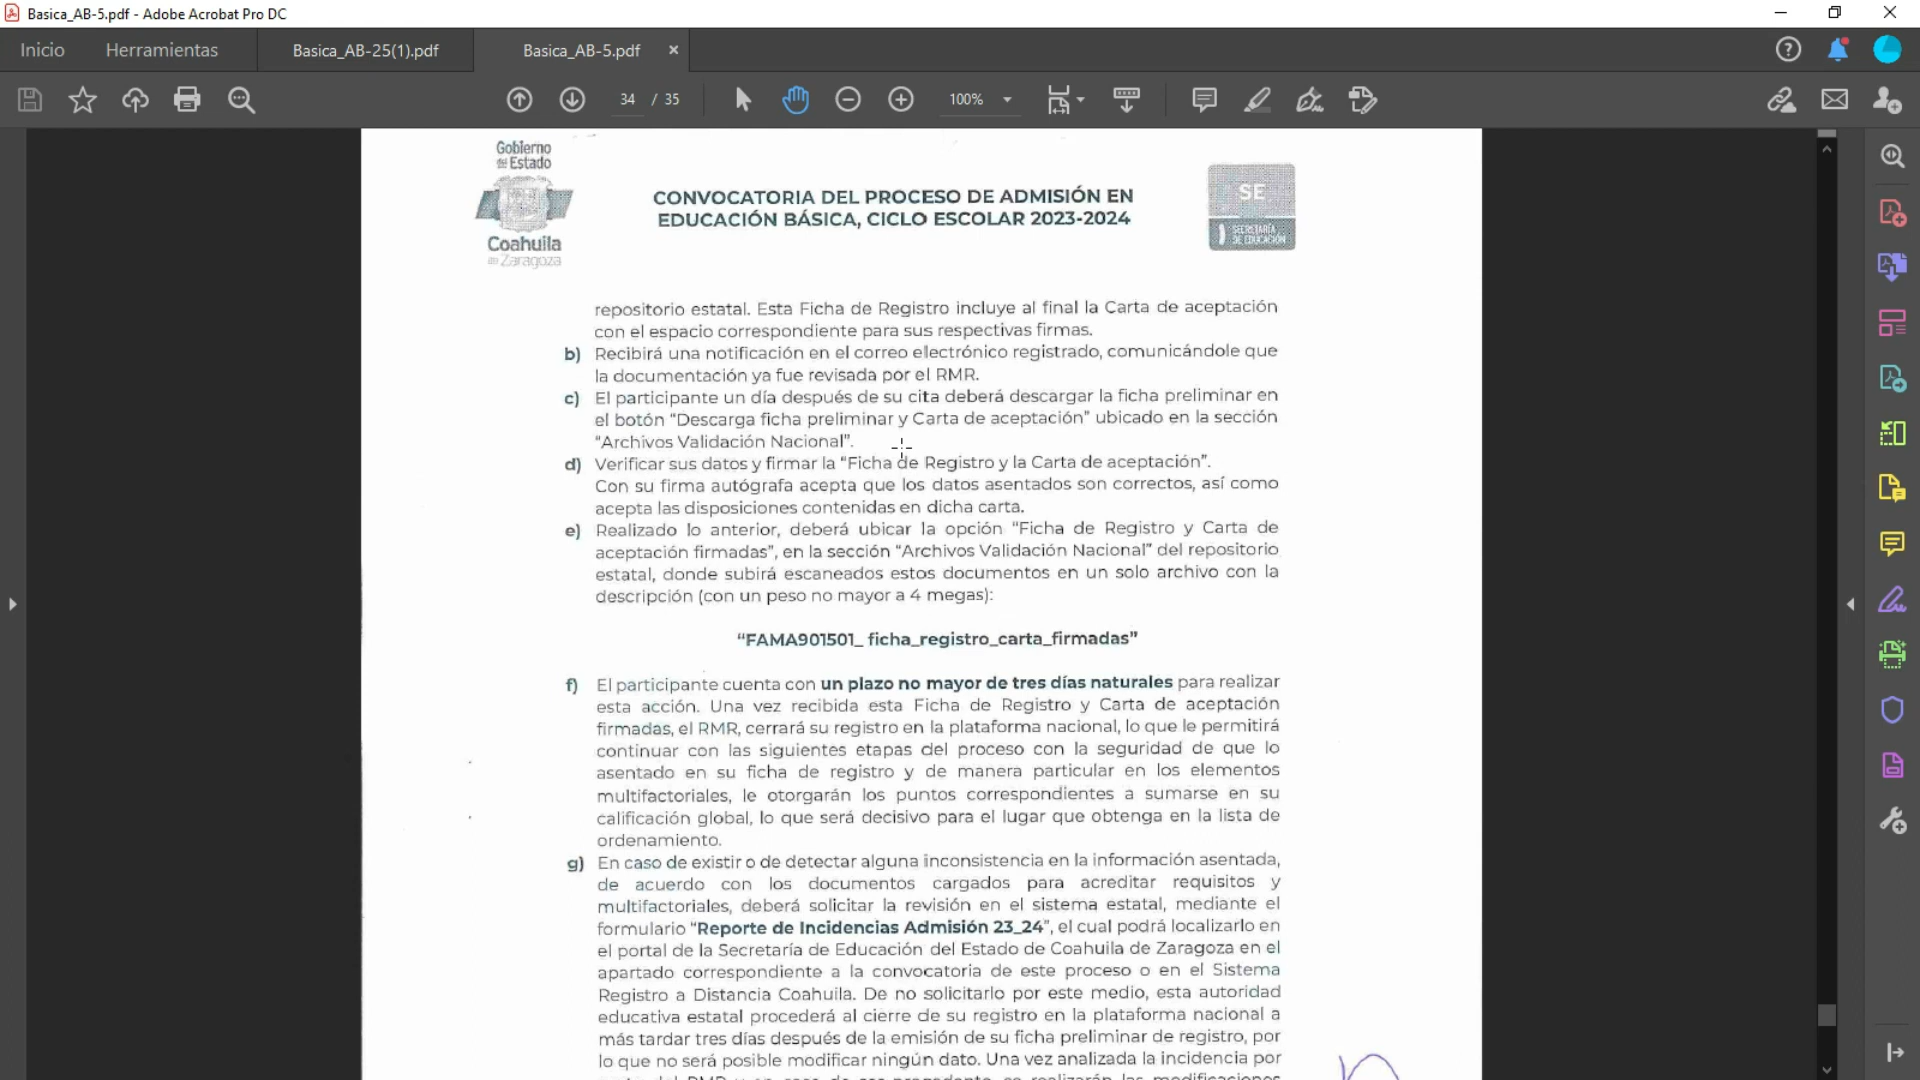 Basica_AB-5.pdf - Adobe Acrobat Pro DC
Inicio
Herramientas
Basica_AB-25(1).pdf
Basica_AB-5.pdf
34 / 35
100%
Gobierno
del Estado
Coahuila
de Zaragoza
CONVOCATORIA DEL PROCESO DE ADMISIÓN EN
EDUCACIÓN BÁSICA, CICLO ESCOLAR 2023-2024
SE
SECRETARÍA
DE EDUCACIÓN
repositorio estatal. Esta Ficha de Registro incluye al final la Carta de aceptación
con el espacio correspondiente para sus respectivas firmas.
b) Recibirá una notificación en el correo electrónico registrado, comunicándole que
la documentación ya fue revisada por el RMR.
c) El participante un día después de su cita deberá descargar la ficha preliminar en
el botón “Descarga ficha preliminar y Carta de aceptación” ubicado en la sección
“Archivos Validación Nacional”.
d) Verificar sus datos y firmar la “Ficha de Registro y la Carta de aceptación”.
Con su firma autógrafa acepta que los datos asentados son correctos, así como
acepta las disposiciones contenidas en dicha carta.
e) Realizado lo anterior, deberá ubicar la opción “Ficha de Registro y Carta de
aceptación firmadas”, en la sección “Archivos Validación Nacional” del repositorio
estatal, donde subirá escaneados estos documentos en un solo archivo con la
descripción (con un peso no mayor a 4 megas):
“FAMA901501_ ficha_registro_carta_firmadas”
f) El participante cuenta con un plazo no mayor de tres días naturales para realizar
esta acción. Una vez recibida esta Ficha de Registro y Carta de aceptación
firmadas, el RMR, cerrará su registro en la plataforma nacional, lo que le permitirá
continuar con las siguientes etapas del proceso con la seguridad de que lo
asentado en su ficha de registro y de manera particular en los elementos
multifactoriales, le otorgarán los puntos correspondientes a sumarse en su
calificación global, lo que será decisivo para el lugar que obtenga en la lista de
ordenamiento.
g) En caso de existir o de detectar alguna inconsistencia en la información asentada,
de acuerdo con los documentos cargados para acreditar requisitos y
multifactoriales, deberá solicitar la revisión en el sistema estatal, mediante el
formulario “Reporte de Incidencias Admisión 23_24”, el cual podrá localizarlo en
el portal de la Secretaría de Educación del Estado de Coahuila de Zaragoza en el
apartado correspondiente a la convocatoria de este proceso o en el Sistema
Registro a Distancia Coahuila. De no solicitarlo por este medio, esta autoridad
educativa estatal procederá al cierre de su registro en la plataforma nacional a
más tardar tres días después de la emisión de su ficha preliminar de registro, por
lo que no será posible modificar ningún dato. Una vez analizada la incidencia por